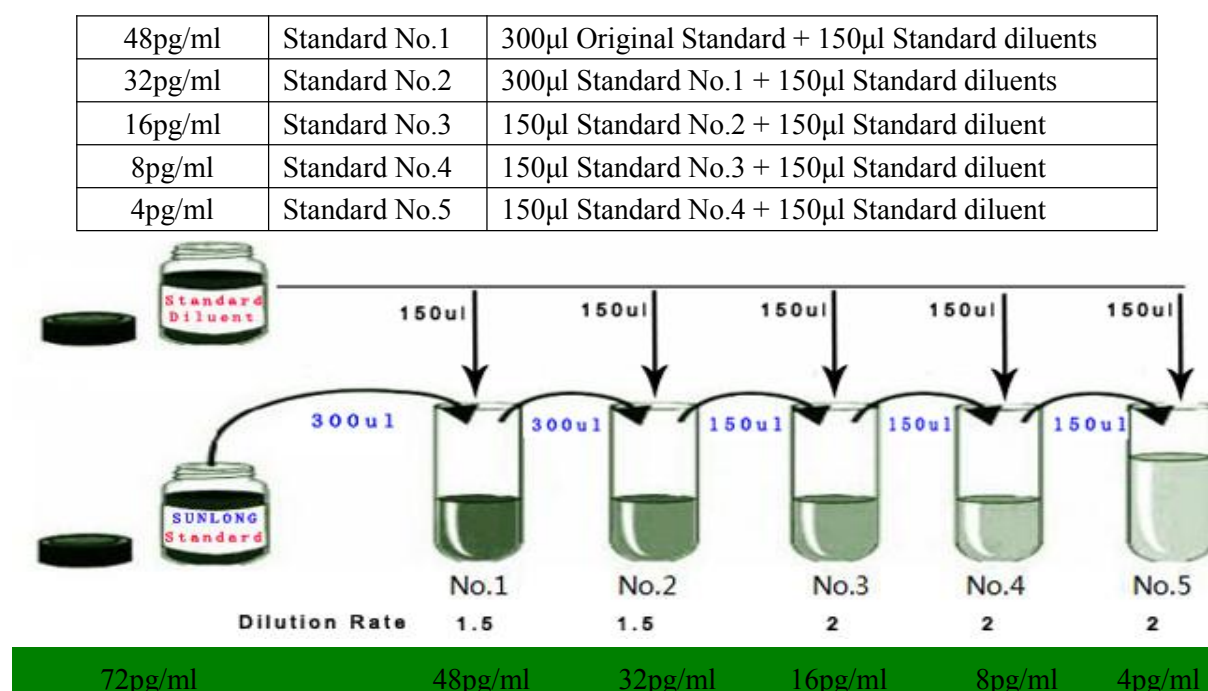 48pg/ml Standard No.1 300μl Original Standard + 150μl Standard diluents
32pg/ml Standard No.2 300μl Standard No.1 + 150μl Standard diluents
16pg/ml Standard No.3 150μl Standard No.2 + 150μl Standard diluent
8pg/ml Standard No.4 150μl Standard No.3 + 150μl Standard diluent
4pg/ml Standard No.5 150μl Standard No.4 + 150μl Standard diluent
Standard
Diluent
150ul 150ul 150ul 150ul 150ul
300ul 300ul 150ul 150ul 150ul
SUNLONG
Standard
No.1 No.2 No.3 No.4 No.5
Dilution Rate 1.5 1.5 2 2 2
72pg/ml 48pg/ml 32pg/ml 16pg/ml 8pg/ml 4pg/ml